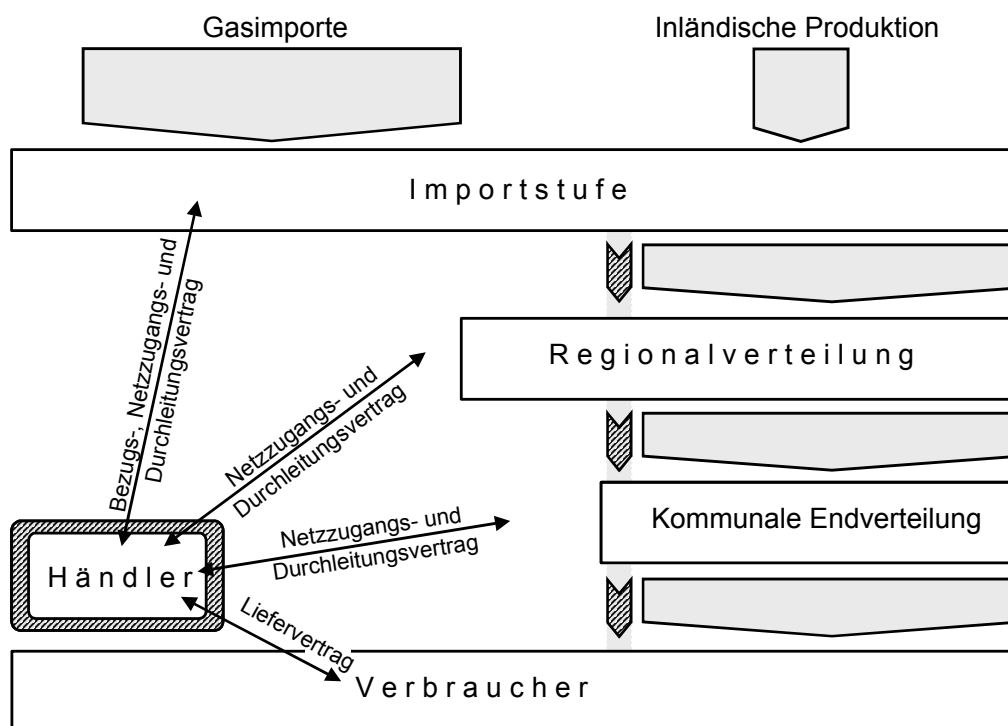 Gasimporte
Inländische Produktion
Importstufe
Bezugs-, Netzzugangs- und
Durchleitungsvertrag
Regionalverteilung
Netzzugangs- und
Durchleitungsvertrag
Kommunale Endverteilung
Netzzugangs- und
Durchleitungsvertrag
Händler
Liefervertrag
Verbraucher